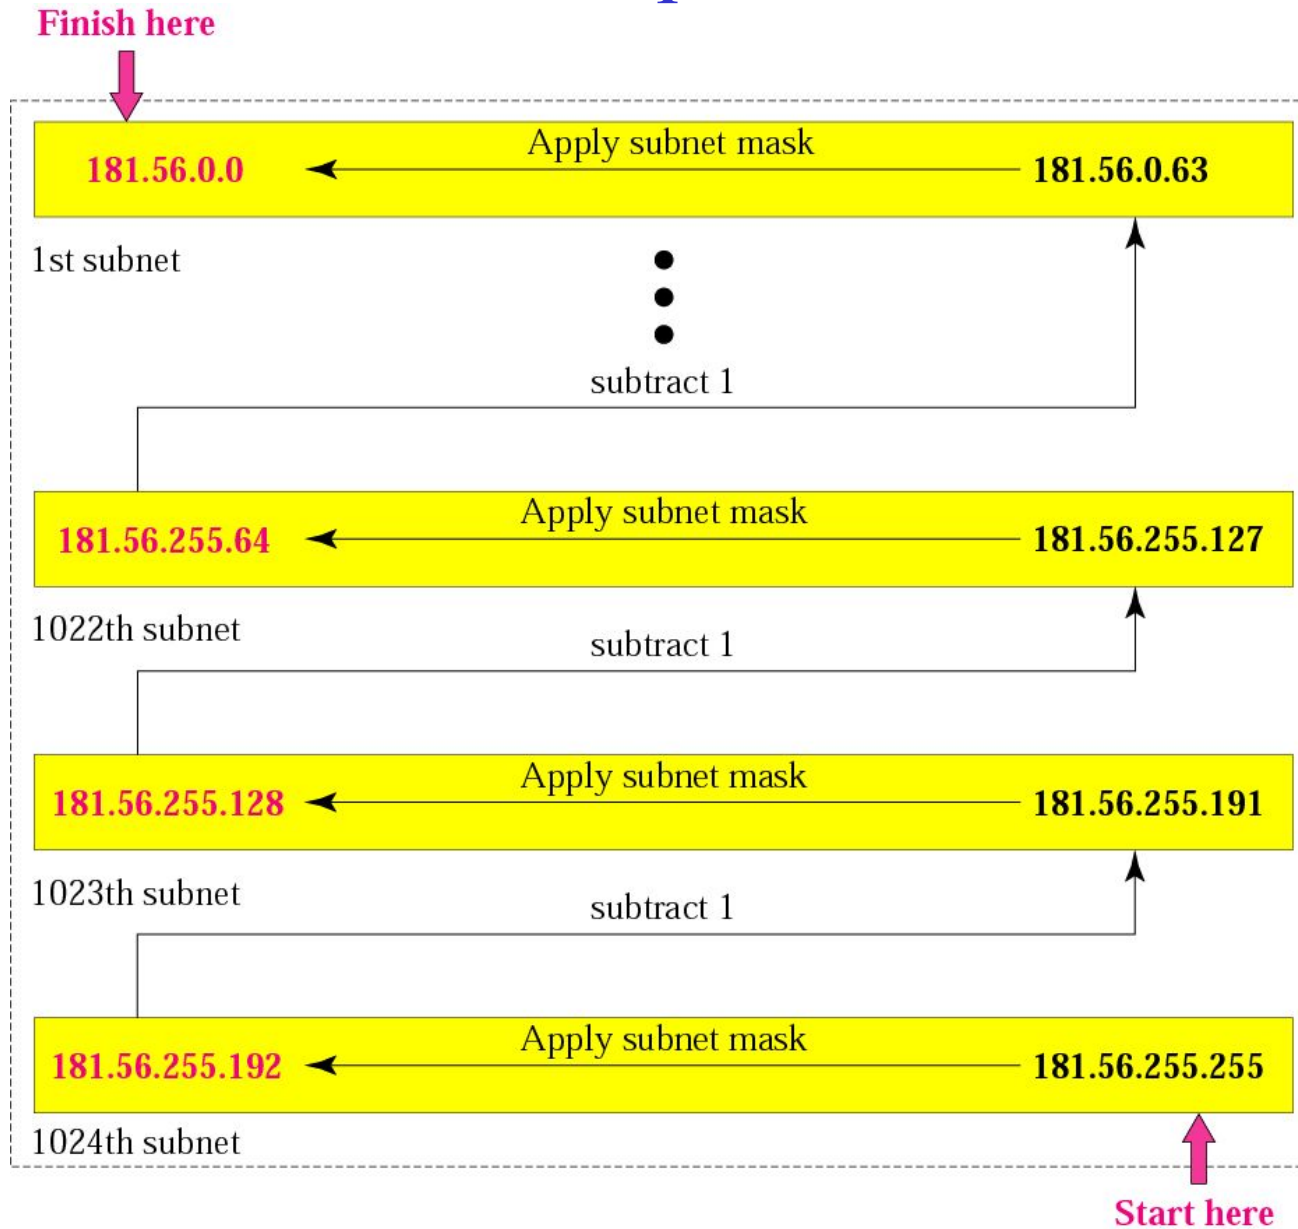 Finish here
Apply subnet mask
181.56.0.0
181.56.0.63
1st subnet
subtract 1
Apply subnet mask
181.56.255.64
181.56.255.127
1022th subnet
subtract 1
Apply subnet mask
181.56.255.128
181.56.255.191
1023th subnet
subtract 1
Apply subnet mask
181.56.255.192
181.56.255.255
1024th subnet
Start here